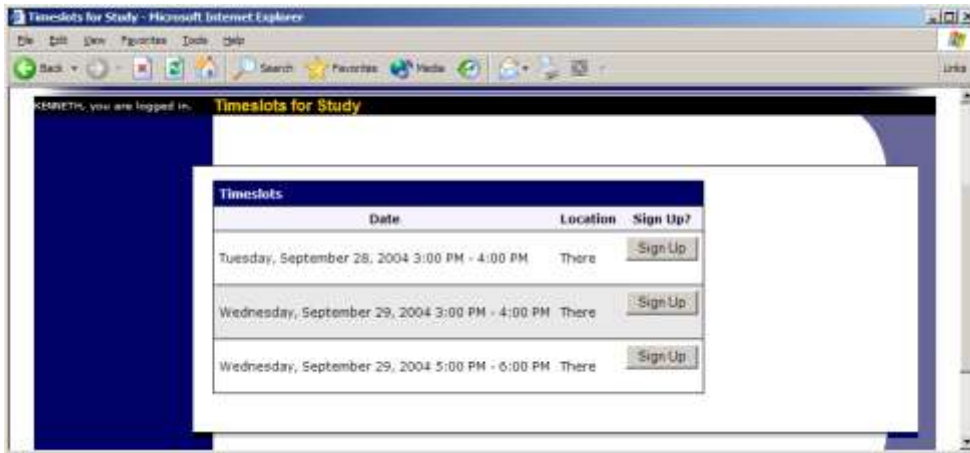 Timeslots for Study - Microsoft Internet Explorer
File Edit View Favorites Tools Help
Back Search Favorites Media Links
KENNETH, you are logged in. Timeslots for Study
Timeslots
Date Location Sign Up?
Tuesday, September 28, 2004 3:00 PM - 4:00 PM There Sign Up
Wednesday, September 29, 2004 3:00 PM - 4:00 PM There Sign Up
Wednesday, September 29, 2004 5:00 PM - 6:00 PM There Sign Up